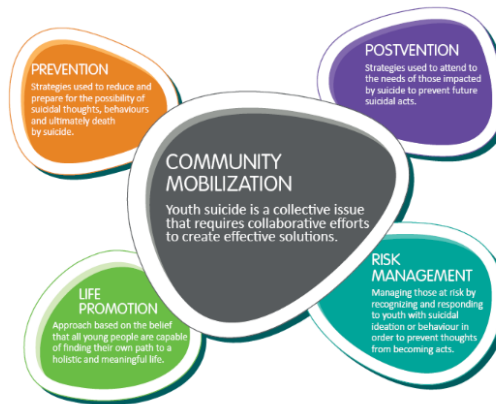 PREVENTION
Strategies used to reduce and
prepare for the possibility of
suicidal thoughts, behaviours
and ultimately death
by suicide.
POSTVENTION
Strategies used to attend to
the needs of those impacted
by suicide to prevent future
suicidal acts.
COMMUNITY
MOBILIZATION
Youth suicide is a collective issue
that requires collaborative efforts
to create effective solutions.
LIFE
PROMOTION
Approach based on the belief
that all young people are capable
of finding their own path to a
holistic and meaningful life.
RISK
MANAGEMENT
Managing those at risk by
recognizing and responding
to youth with suicidal
ideation or behaviour in
order to prevent thoughts
from becoming acts.